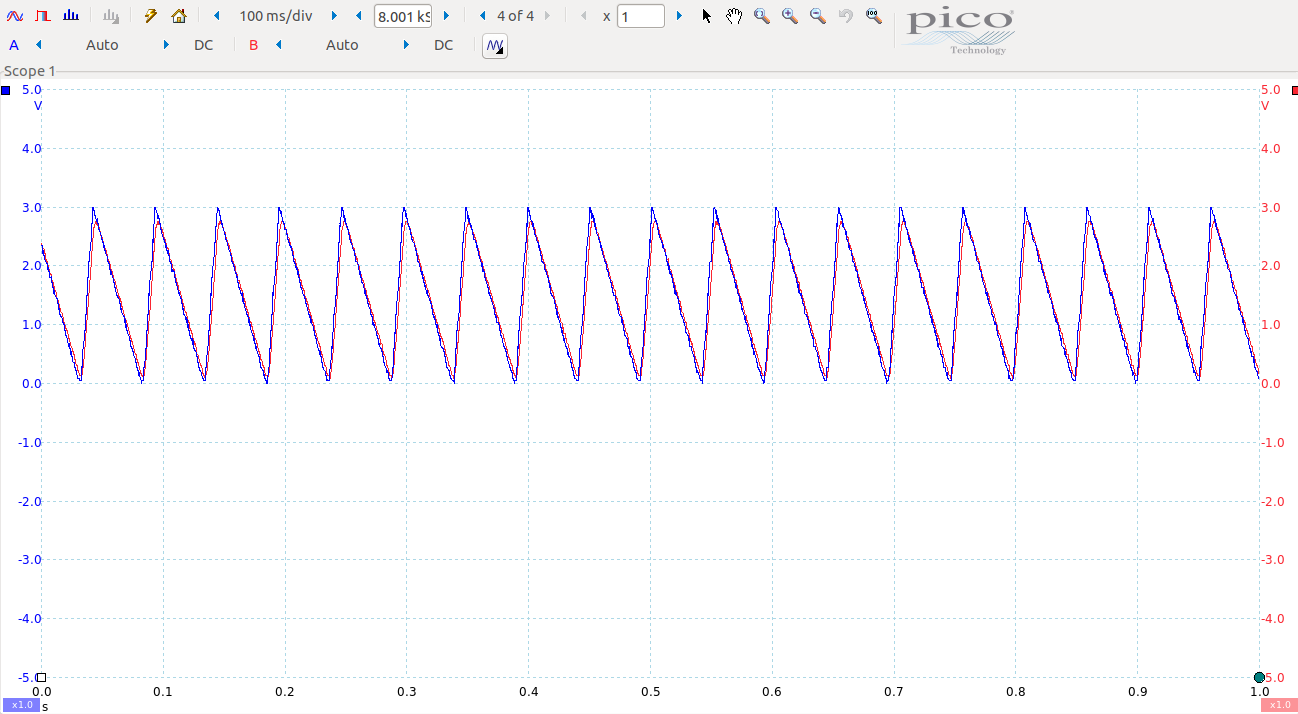 100 ms/div 8.001 kS 4 of 4 x 1 pico
Technology
A Auto DC B Auto DC
Scope 1
5.0 5.0
V V
4.0 4.0
3.0 3.0
2.0 2.0
1.0 1.0
0.0 0.0
-1.0 -1.0
-2.0 -2.0
-3.0 -3.0
-4.0 -4.0
-5.0 5.0
0.0 0.1 0.2 0.3 0.4 0.5 0.6 0.7 0.8 0.9 1.0
x1.0 s x1.0